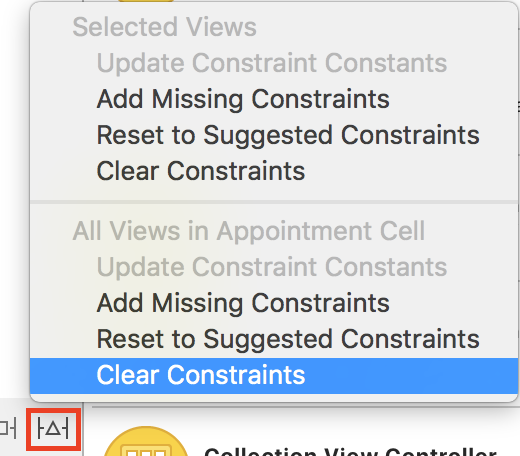 Selected Views
Update Constraint Constants
Add Missing Constraints
Reset to Suggested Constraints
Clear Constraints
All Views in Appointment Cell
Update Constraint Constants
Add Missing Constraints
Reset to Suggested Constraints
Clear Constraints
Collection View Controller